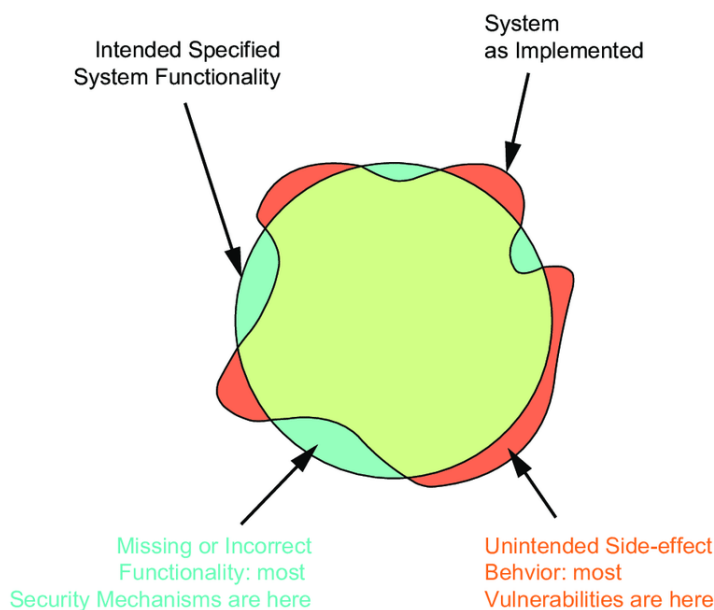 Intended Specified
System Functionality
System
as Implemented
Missing or Incorrect
Functionality: most
Security Mechanisms are here
Unintended Side-effect
Behvior: most
Vulnerabilities are here